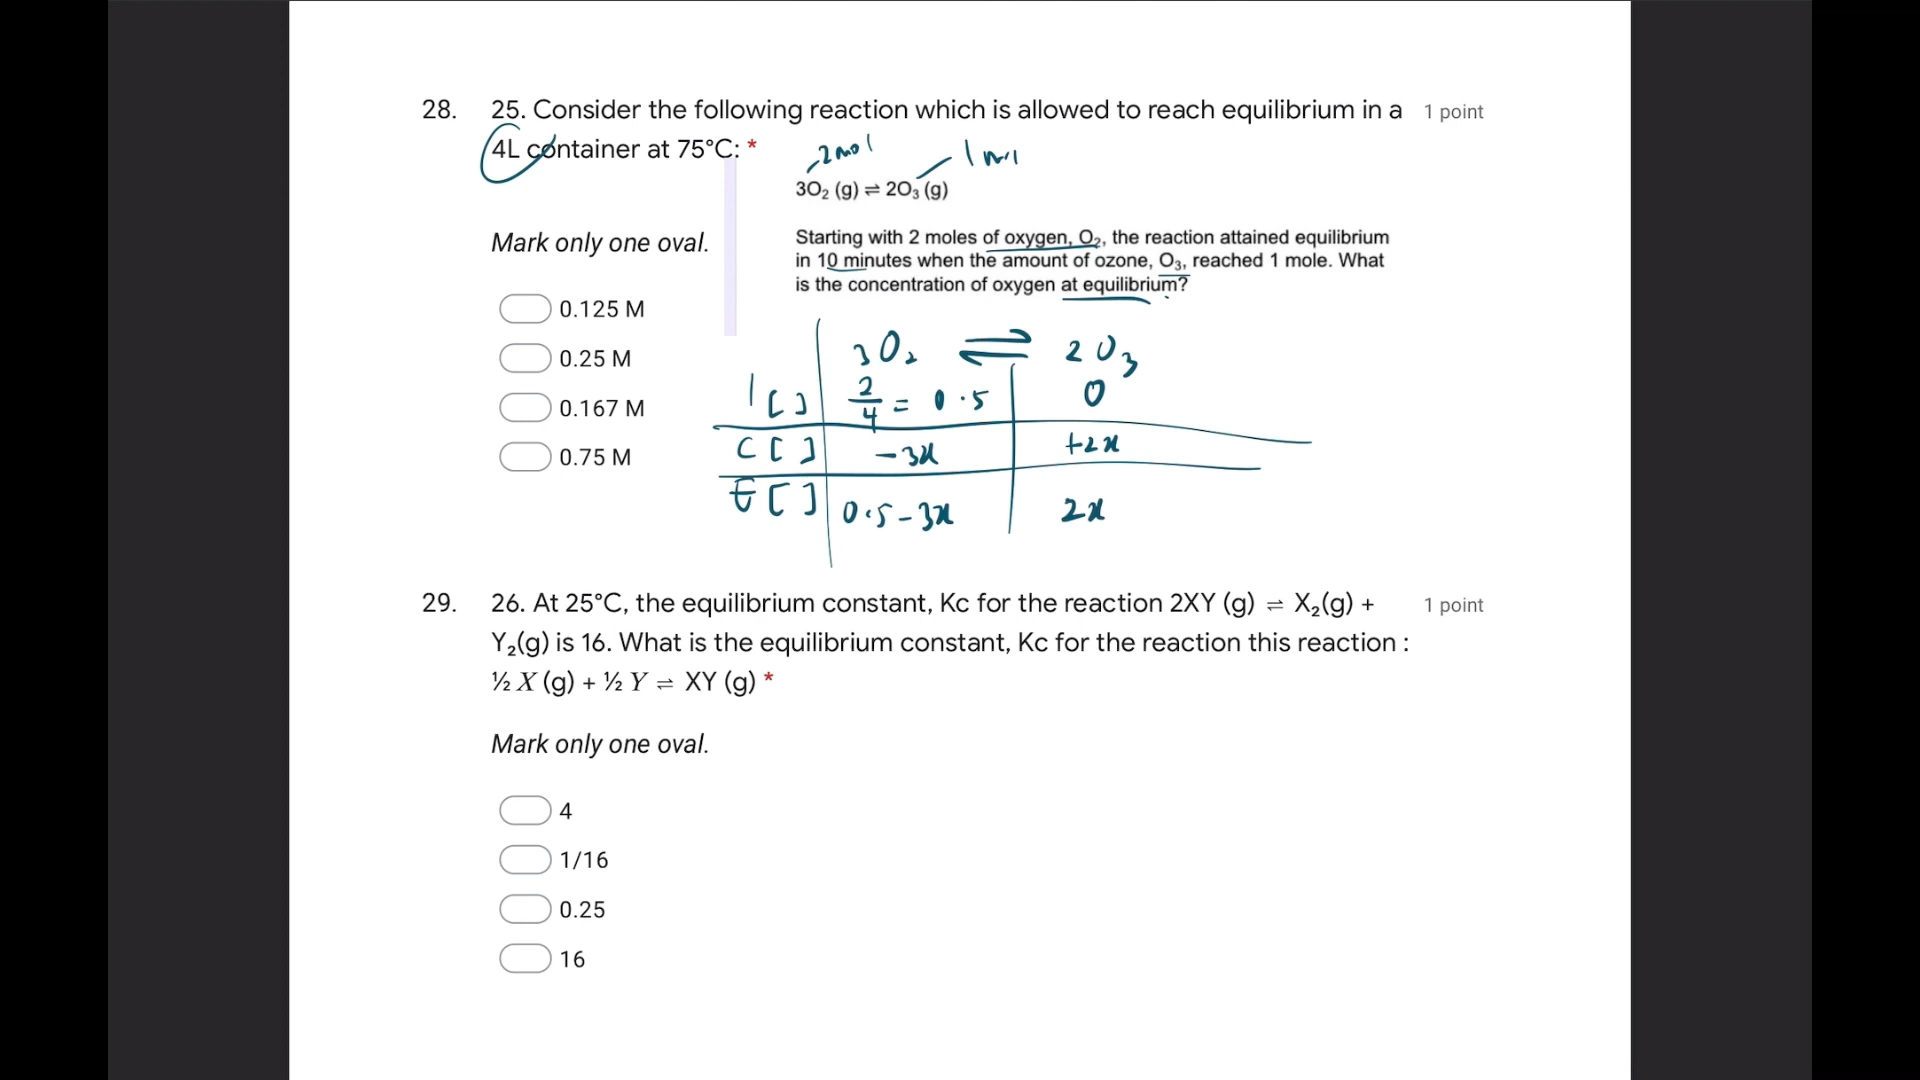 28. 25. Consider the following reaction which is allowed to reach equilibrium in a 1 point
4L container at 75°C: *
2mol
1 mol
3O₂ (g) ⇌ 2O₃ (g)
Starting with 2 moles of oxygen, O₂, the reaction attained equilibrium
in 10 minutes when the amount of ozone, O₃, reached 1 mole. What
is the concentration of oxygen at equilibrium?
Mark only one oval.
0.125 M
0.25 M
0.167 M
0.75 M
3O₂ ⇌ 2O₃
I [ ] 2/4 = 0.5 0
C [ ] -3x +2x
E [ ] 0.5-3x 2x
29. 26. At 25°C, the equilibrium constant, Kc for the reaction 2XY (g) ⇌ X₂(g) + 1 point
Y₂(g) is 16. What is the equilibrium constant, Kc for the reaction this reaction :
½ X (g) + ½ Y ⇌ XY (g) *
Mark only one oval.
4
1/16
0.25
16